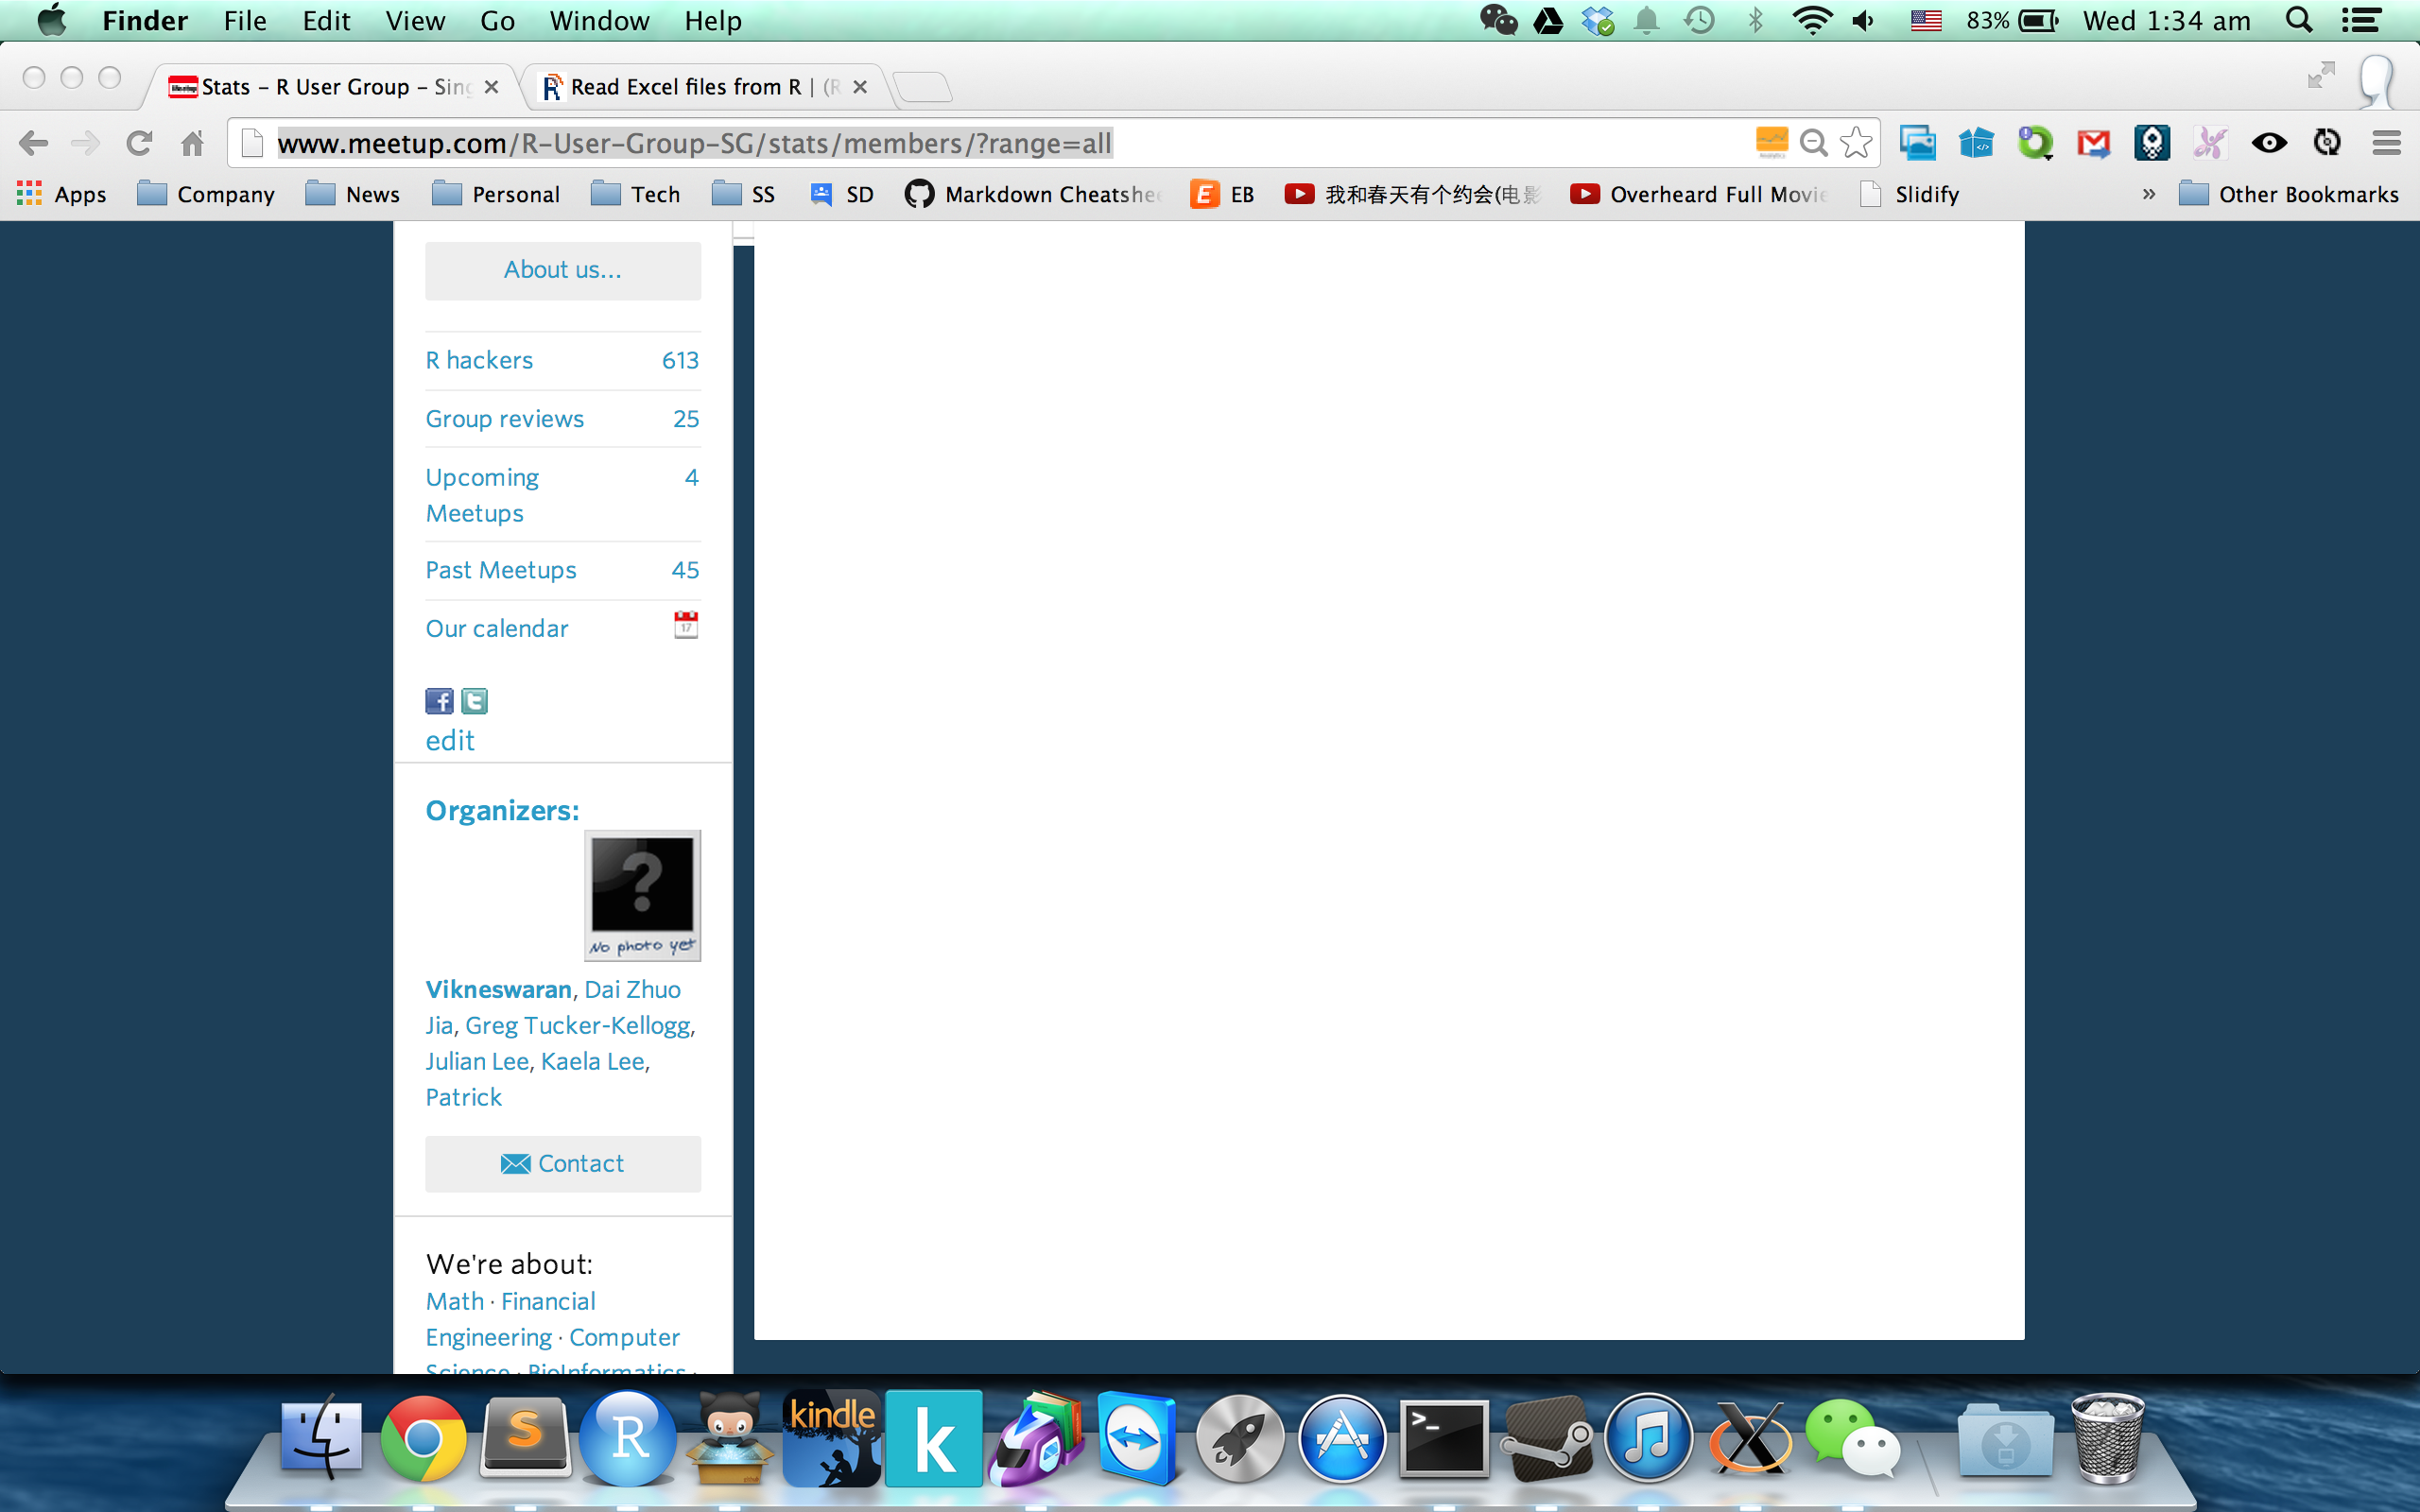 Finder File Edit View Go Window Help 83% Wed 1:34 am
Stats – R User Group – Sing Read Excel files from R | (R
www.meetup.com/R-User-Group-SG/stats/members/?range=all
Apps Company News Personal Tech SS SD Markdown Cheatshee EB 我和春天有个约会(电影 Overheard Full Movie Slidify » Other Bookmarks
About us...
R hackers 613
Group reviews 25
Upcoming 4
Meetups
Past Meetups 45
Our calendar 17
edit
Organizers:
?
No photo yet
Vikneswaran, Dai Zhuo
Jia, Greg Tucker-Kellogg,
Julian Lee, Kaela Lee,
Patrick
Contact
We're about:
Math · Financial
Engineering · Computer
Science · BioInformatics ·
S R kindle k >_ X